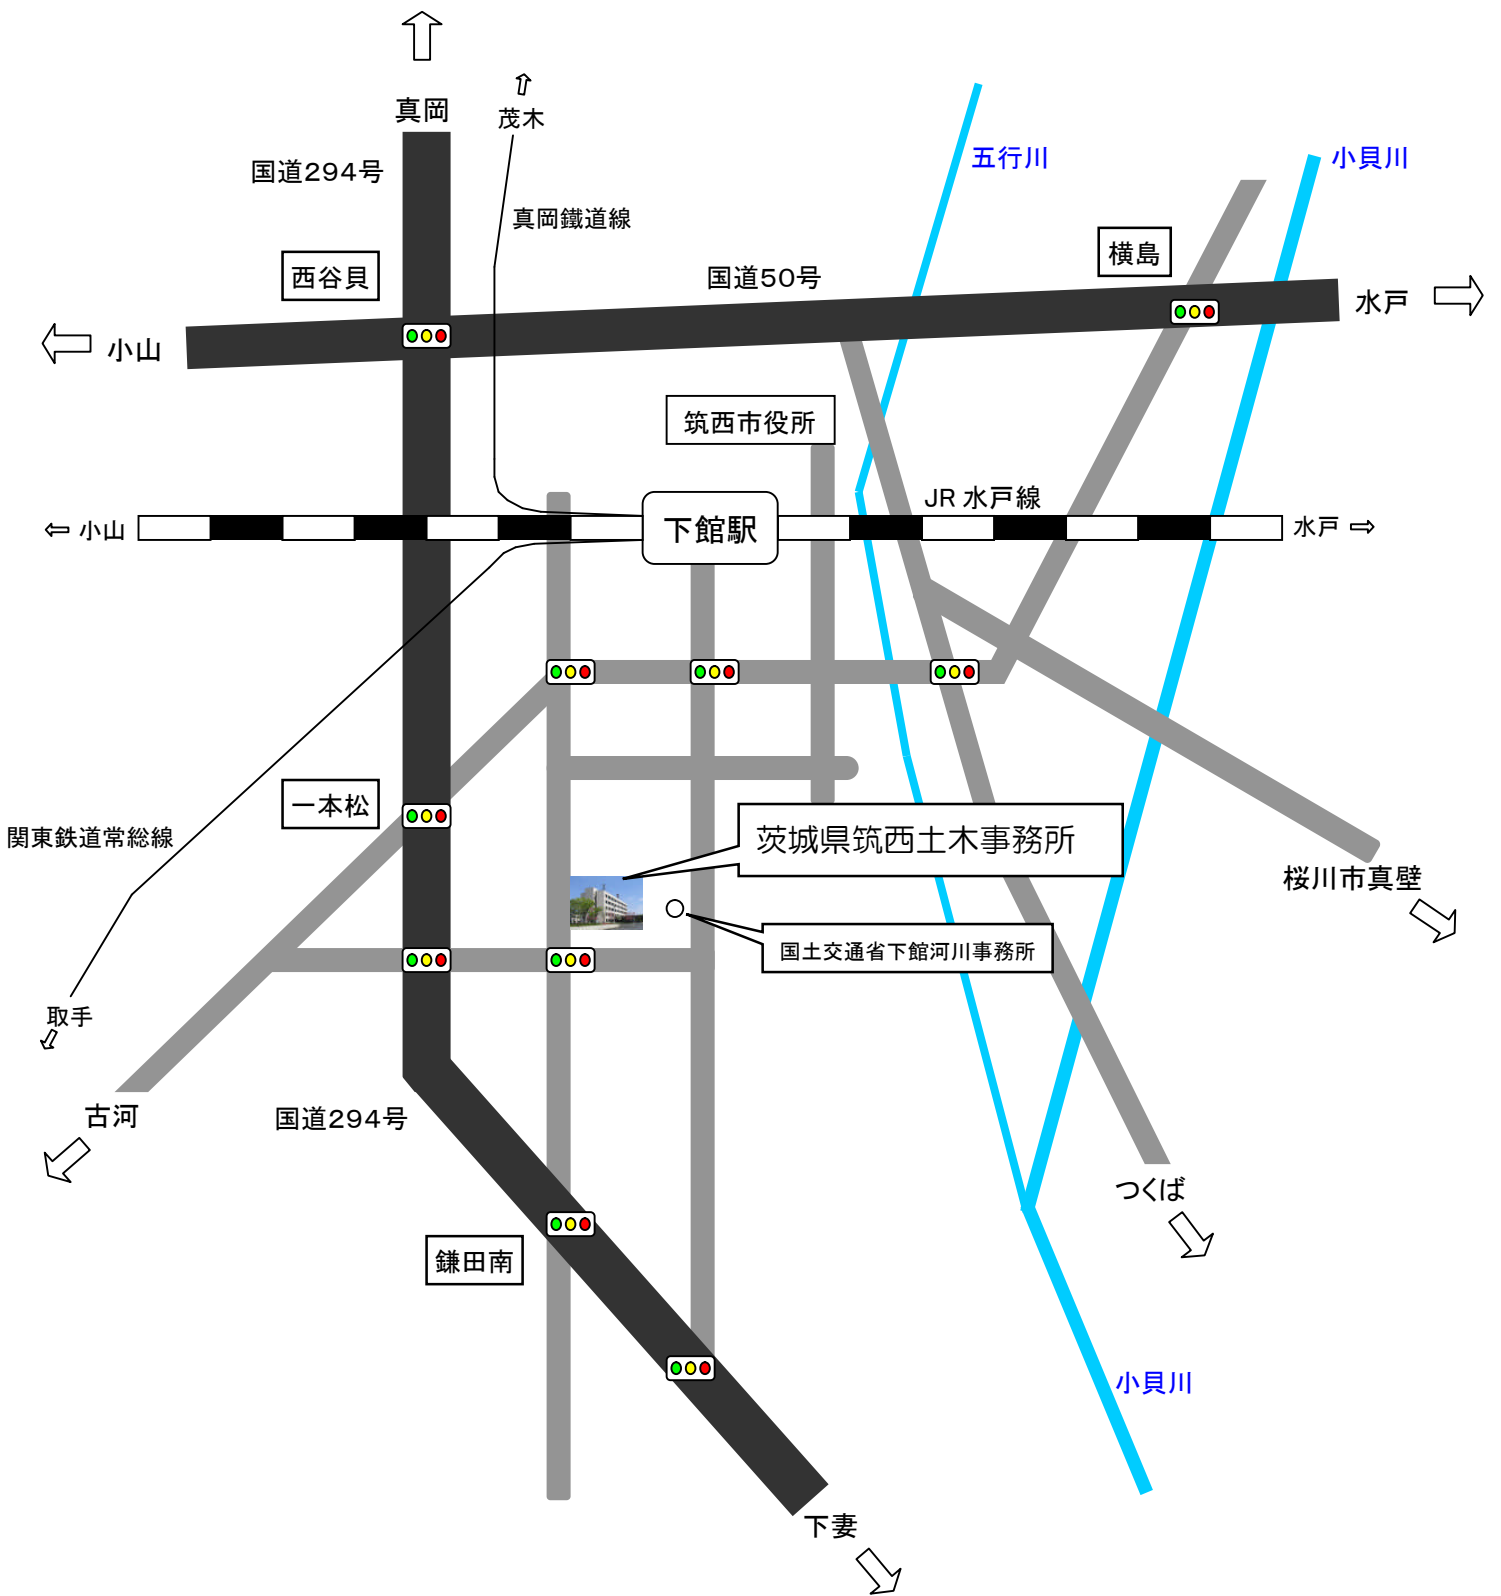 真岡
茂木
国道294号
五行川
小貝川
真岡鐵道線
横島
西谷貝
国道50号
水戸
小山
筑西市役所
JR 水戸線
小山
下館駅
水戸
一本松
関東鉄道常総線
茨城県筑西土木事務所
桜川市真壁
国土交通省下館河川事務所
取手
古河
国道294号
つくば
鎌田南
小貝川
下妻